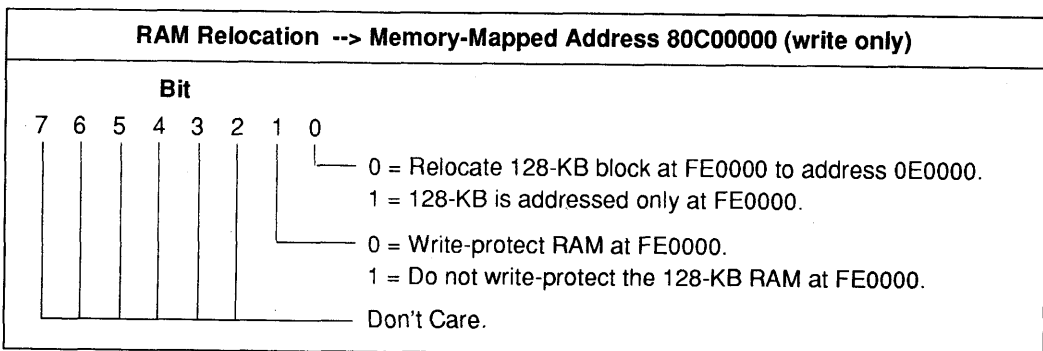 RAM Relocation --> Memory-Mapped Address 80C00000 (write only)
Bit
7 6 5 4 3 2 1 0
0 = Relocate 128-KB block at FE0000 to address 0E0000.
1 = 128-KB is addressed only at FE0000.
0 = Write-protect RAM at FE0000.
1 = Do not write-protect the 128-KB RAM at FE0000.
Don't Care.